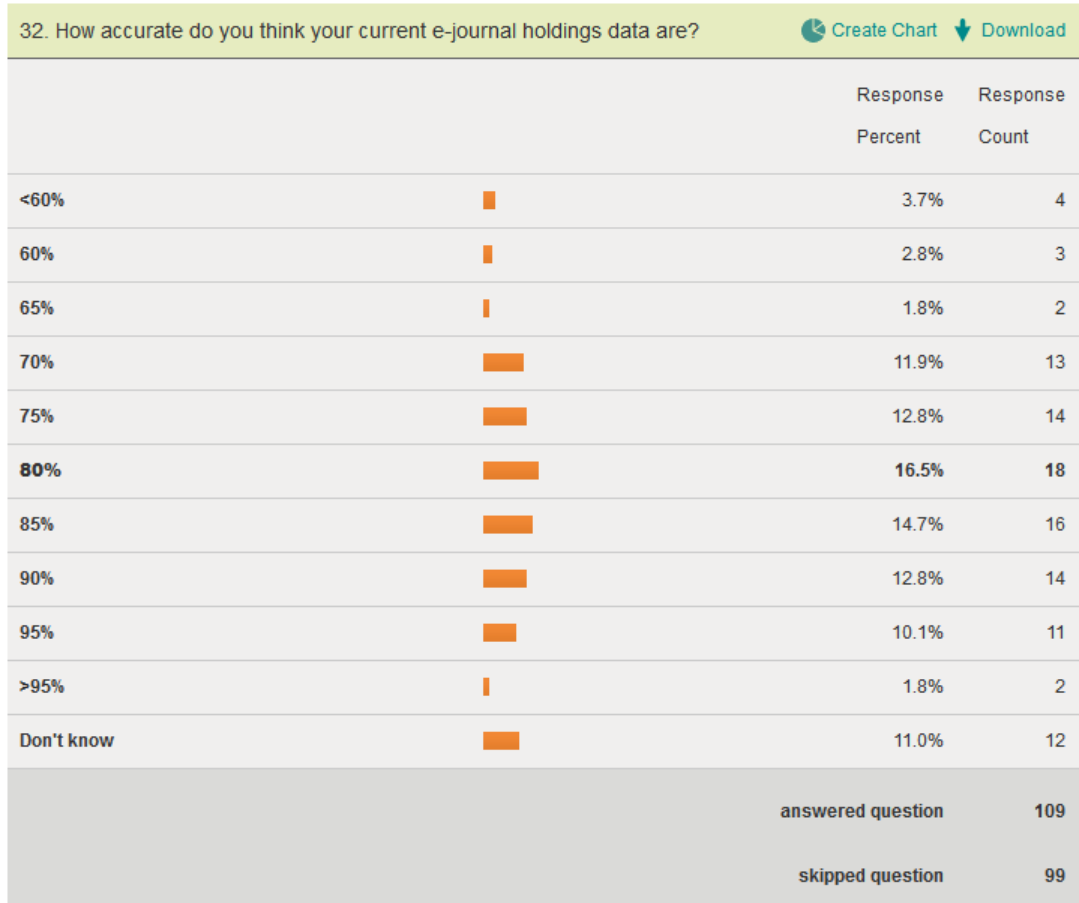 32. How accurate do you think your current e-journal holdings data are? Create Chart Download
Response Response
Percent Count
<60% 3.7% 4
60% 2.8% 3
65% 1.8% 2
70% 11.9% 13
75% 12.8% 14
80% 16.5% 18
85% 14.7% 16
90% 12.8% 14
95% 10.1% 11
>95% 1.8% 2
Don't know 11.0% 12
answered question 109
skipped question 99